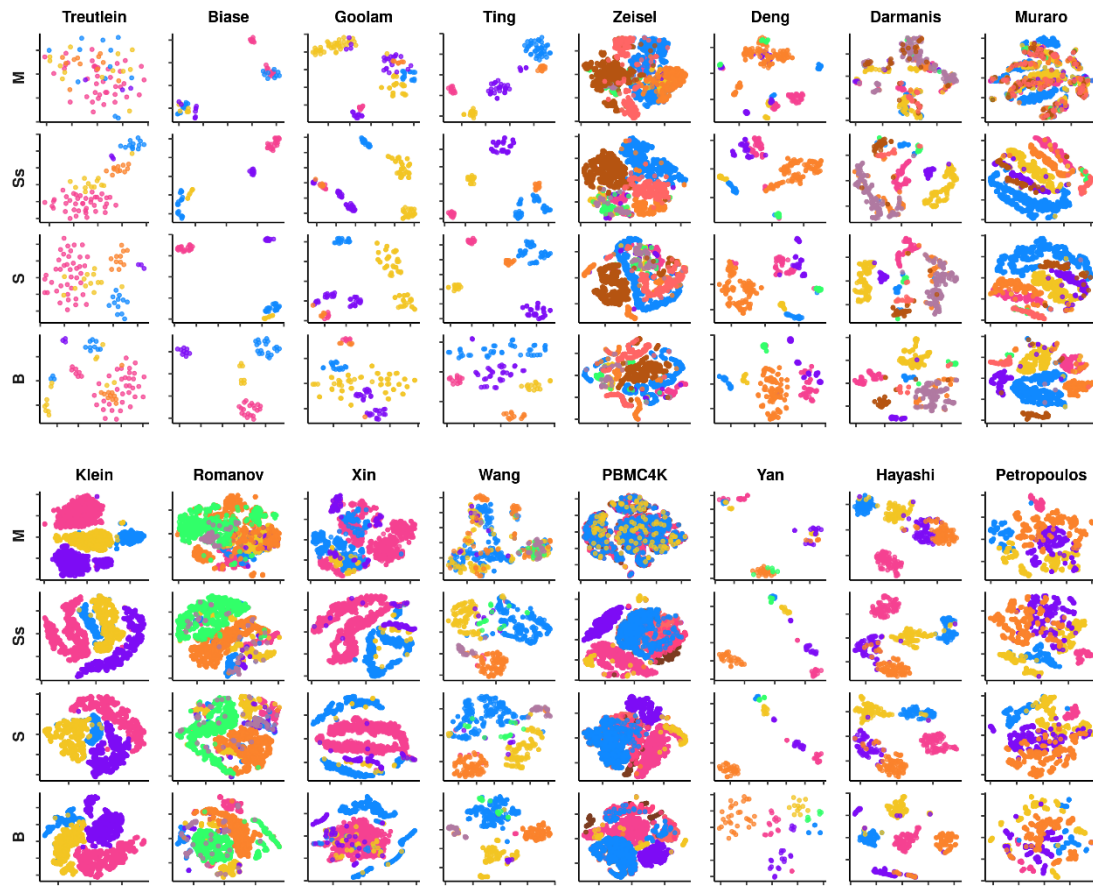 Treutlein Biase Goolam Ting Zeisel Deng Darmanis Muraro
M
Ss
S
B
Klein Romanov Xin Wang PBMC4K Yan Hayashi Petropoulos
M
Ss
S
B